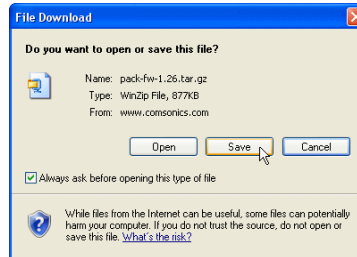 File Download
Do you want to open or save this file?
Name: pack-fw-1.26.tar.gz
Type: WinZip File, 877KB
From: www.comsonics.com
Open Save Cancel
Always ask before opening this type of file
While files from the Internet can be useful, some files can potentially
harm your computer. If you do not trust the source, do not open or
save this file. What's the risk?